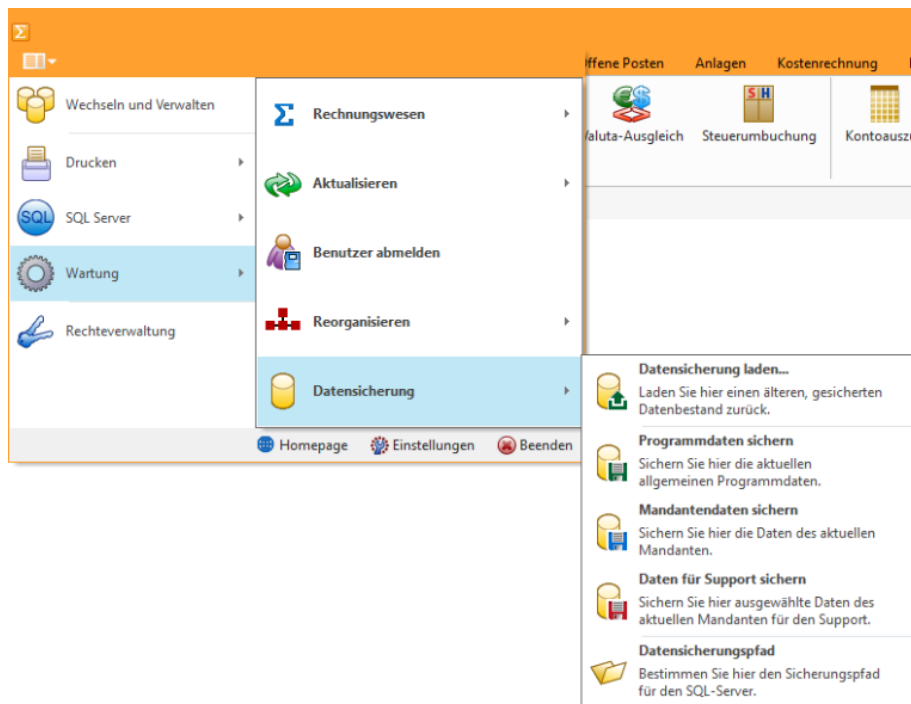 Σ
ffene Posten Anlagen Kostenrechnung
Wechseln und Verwalten
Drucken
SQL SQL Server
Wartung
Rechteverwaltung
Σ Rechnungswesen
Aktualisieren
Benutzer abmelden
Reorganisieren
Datensicherung
Homepage Einstellungen Beenden
€ $
S H
aluta-Ausgleich Steuerumbuchung Kontoauszu
Datensicherung laden...
Laden Sie hier einen älteren, gesicherten
Datenbestand zurück.
Programmdaten sichern
Sichern Sie hier die aktuellen
allgemeinen Programmdaten.
Mandantendaten sichern
Sichern Sie hier die Daten des aktuellen
Mandanten.
Daten für Support sichern
Sichern Sie hier ausgewählte Daten des
aktuellen Mandanten für den Support.
Datensicherungspfad
Bestimmen Sie hier den Sicherungspfad
für den SQL-Server.